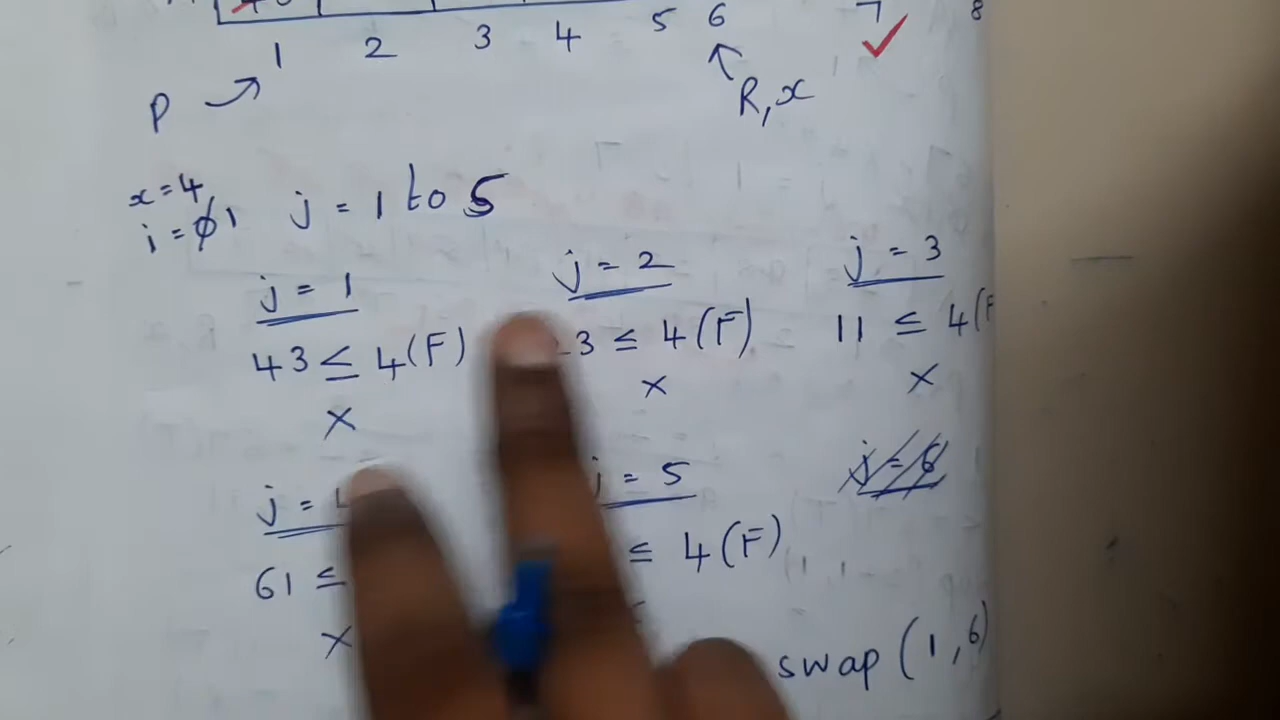 1 2 3 4 5 6 7 8
P R, x
x = 4
i = 0 1 j = 1 to 5
j = 1 j = 2 j = 3
43 ≤ 4 (F) 3 ≤ 4 (F) 11 ≤ 4 (F
x x x
j = 4 j = 5 j = 6
61 ≤ ≤ 4 (F)
x
swap (1, 6)